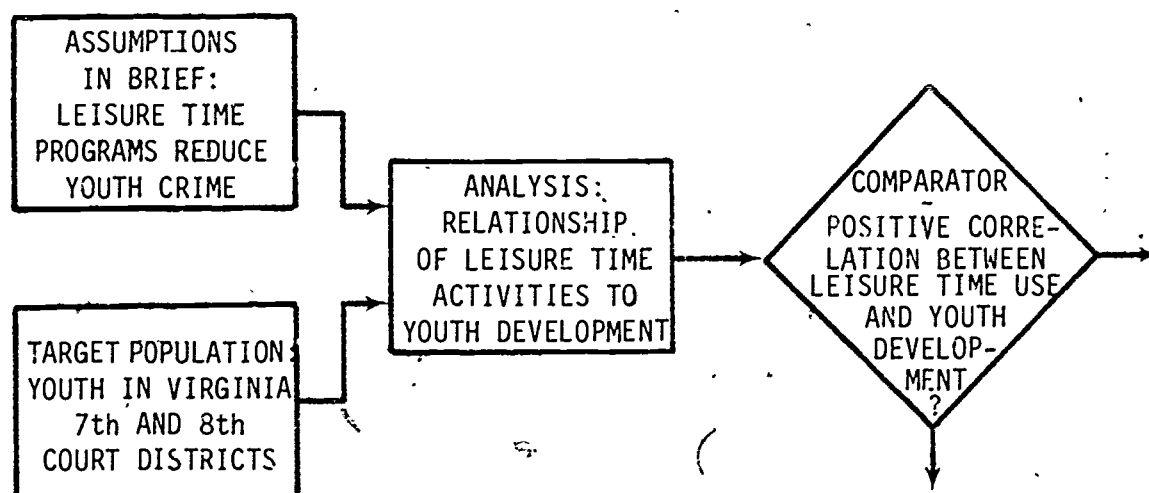 ASSUMPTIONS
IN BRIEF:
LEISURE TIME
PROGRAMS REDUCE
YOUTH CRIME
TARGET POPULATION:
YOUTH IN VIRGINIA
7th AND 8th
COURT DISTRICTS
ANALYSIS:
RELATIONSHIP
OF LEISURE TIME
ACTIVITIES TO
YOUTH DEVELOPMENT
COMPARATOR
-
POSITIVE CORRE-
LATION BETWEEN
LEISURE TIME USE
AND YOUTH
DEVELOP-
MENT
?